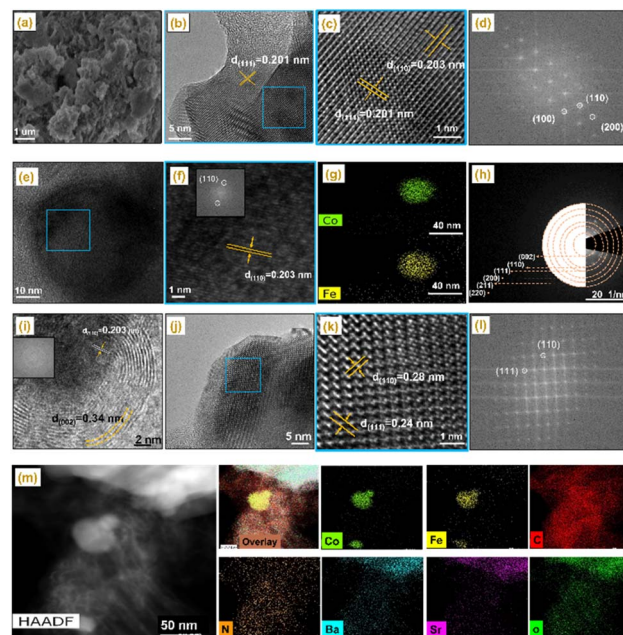 (a)
1 um
(b)
d(111)=0.201 nm
5 nm
(c)
d(110)=0.203 nm
d(111)=0.201 nm
1 nm
(d)
(110)
(100)
(200)
(e)
10 nm
(f)
(110)
d(110)=0.203 nm
1 nm
(g)
Co
40 nm
Fe
40 nm
(h)
(002)
(110)
(111)
(200)
(211)
(220)
20 1/nm
(i)
d(110)=0.203 nm
d(002)=0.34 nm
2 nm
(j)
5 nm
(k)
d(110)=0.28 nm
d(111)=0.24 nm
1 nm
(l)
(110)
(111)
(m)
HAADF
50 nm
Overlay
Co
Fe
C
N
Ba
Sr
o